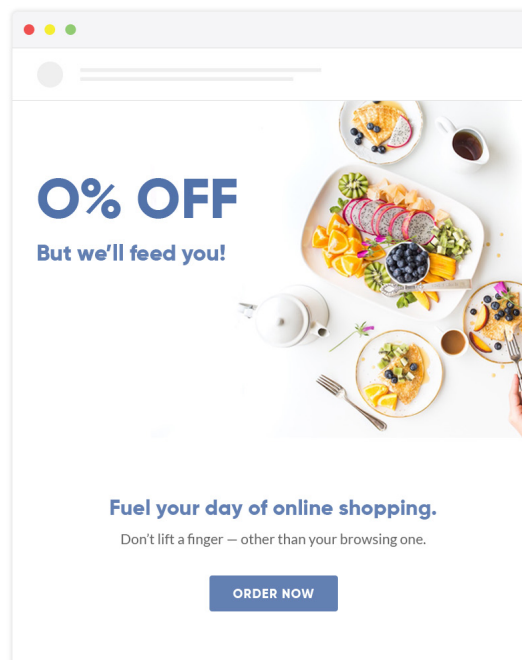 0% OFF
But we'll feed you!
Fuel your day of online shopping.
Don't lift a finger — other than your browsing one.
ORDER NOW